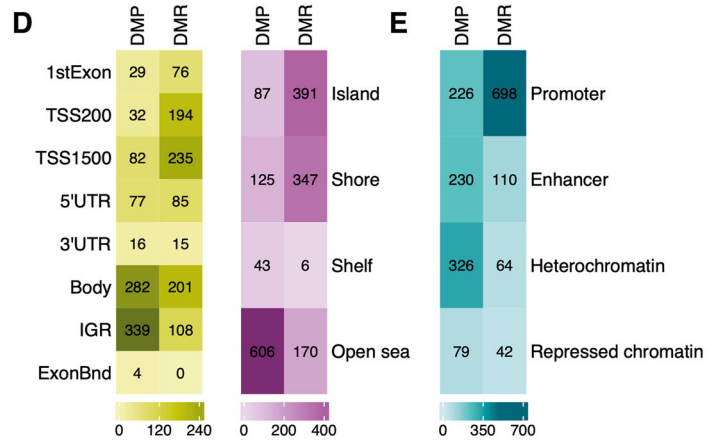 D
DMP DMR
1stExon 29 76
TSS200 32 194
TSS1500 82 235
5'UTR 77 85
3'UTR 16 15
Body 282 201
IGR 339 108
ExonBnd 4 0
0 120 240
DMP DMR
87 391 Island
125 347 Shore
43 6 Shelf
606 170 Open sea
0 200 400
E
DMP DMR
226 698 Promoter
230 110 Enhancer
326 64 Heterochromatin
79 42 Repressed chromatin
0 350 700